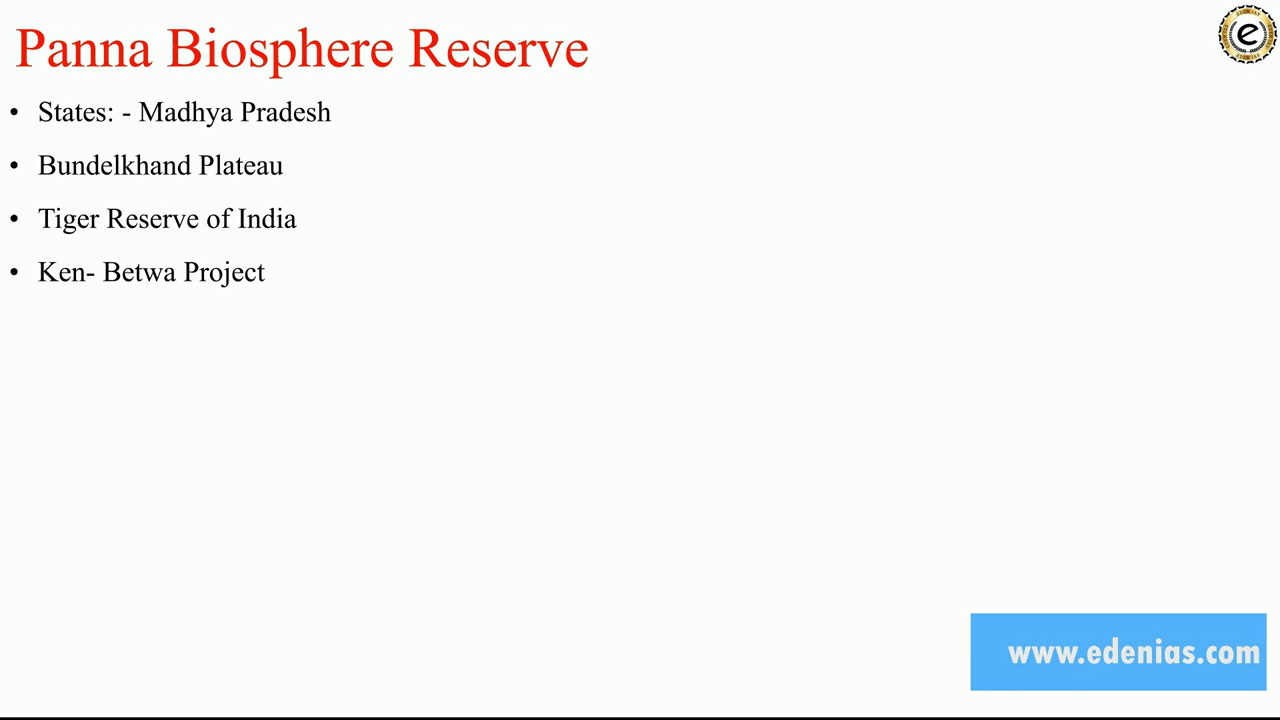 Panna Biosphere Reserve
• States: - Madhya Pradesh
• Bundelkhand Plateau
• Tiger Reserve of India
• Ken- Betwa Project
www.edenias.com